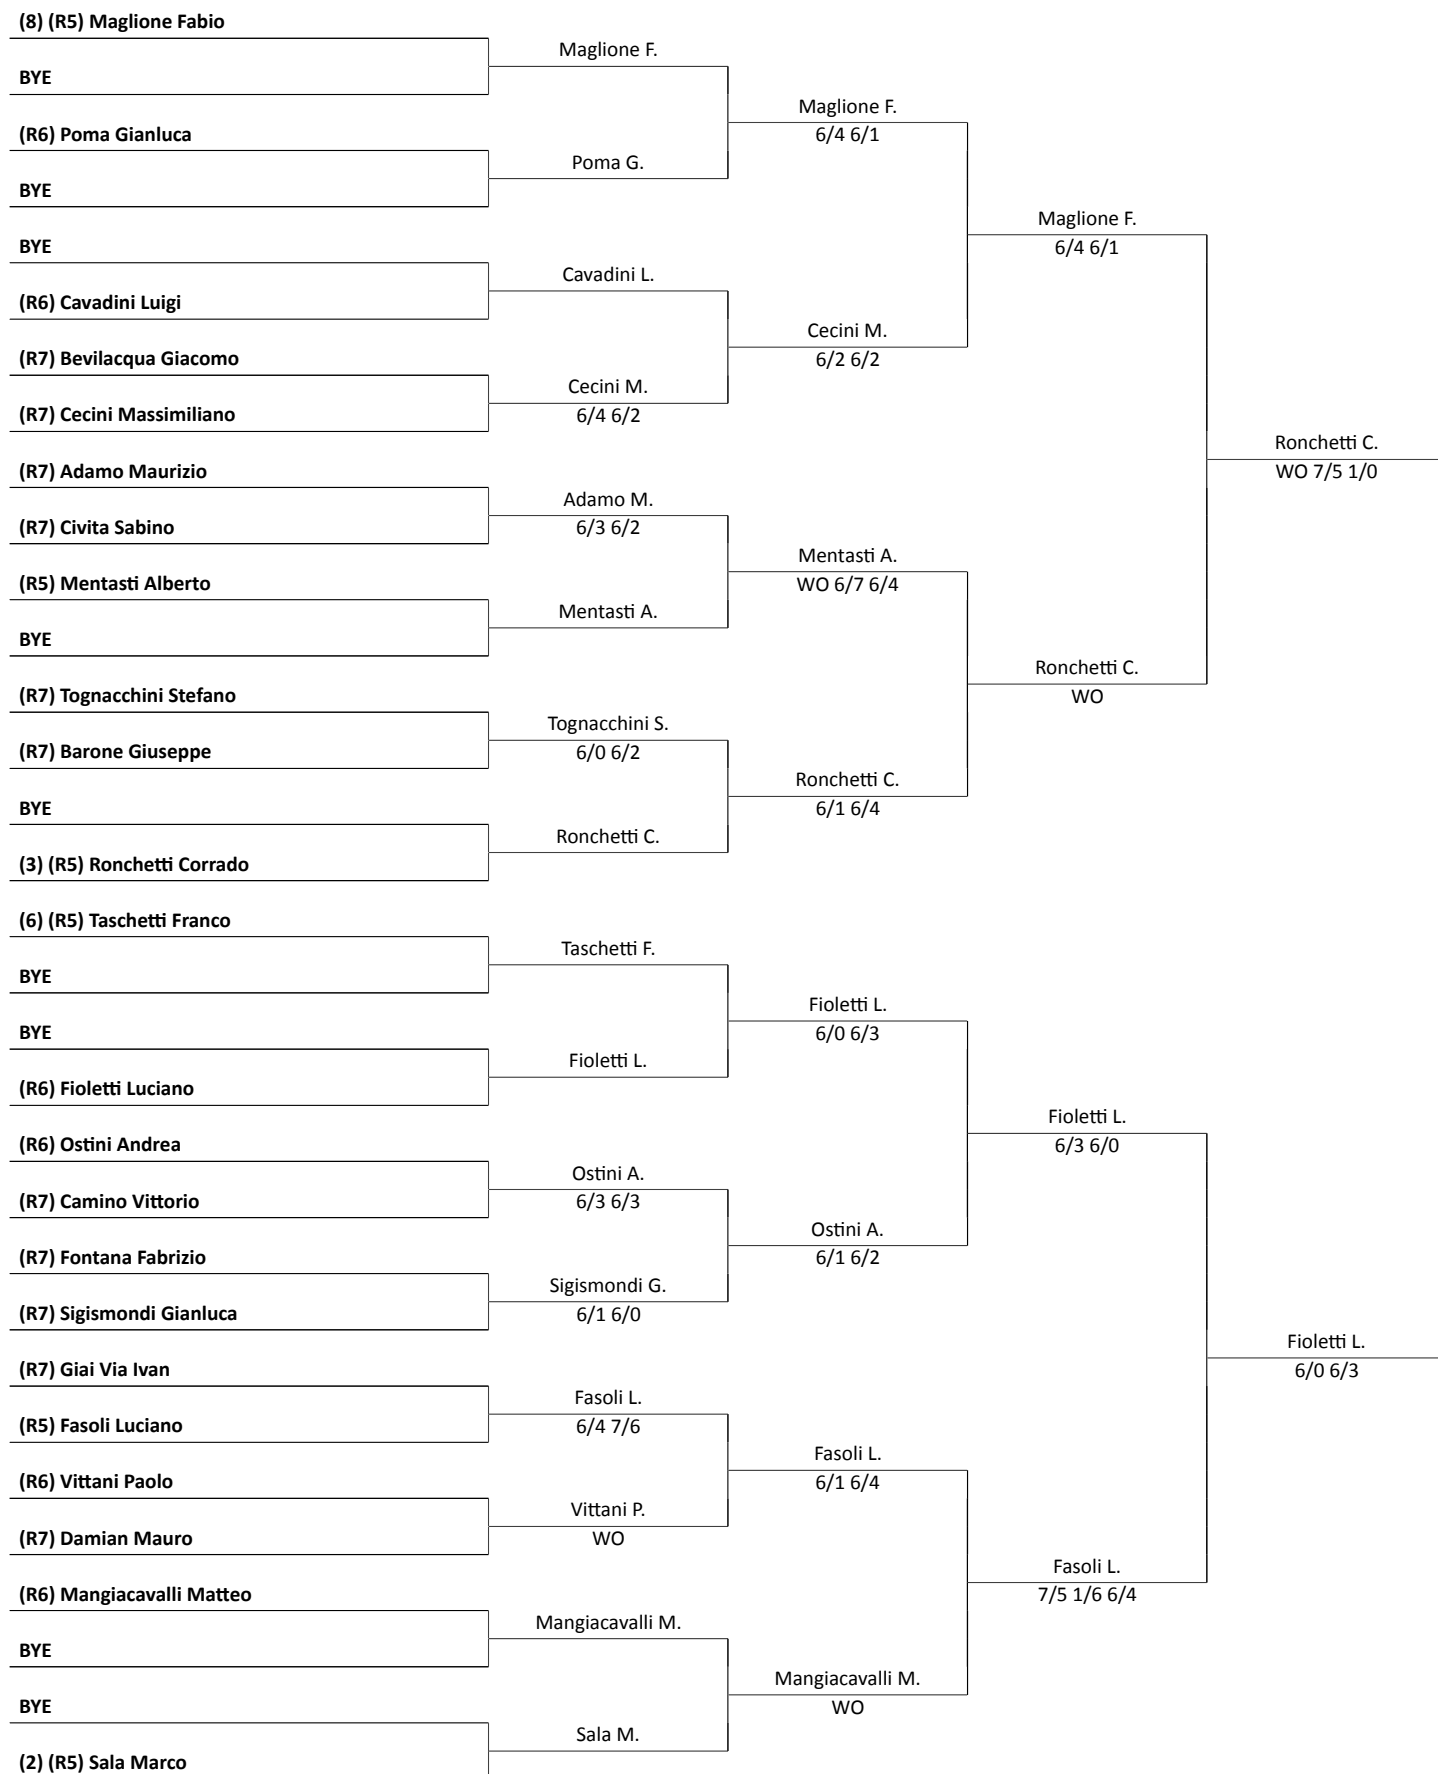 (8) (R5) Maglione Fabio
Maglione F.
BYE
Maglione F.
6/4 6/1
(R6) Poma Gianluca
Poma G.
BYE
Maglione F.
6/4 6/1
BYE
Cavadini L.
(R6) Cavadini Luigi
Cecini M.
6/2 6/2
(R7) Bevilacqua Giacomo
Cecini M.
6/4 6/2
(R7) Cecini Massimiliano
Ronchetti C.
WO 7/5 1/0
(R7) Adamo Maurizio
Adamo M.
6/3 6/2
(R7) Civita Sabino
Mentasti A.
WO 6/7 6/4
(R5) Mentasti Alberto
Mentasti A.
BYE
Ronchetti C.
WO
(R7) Tognacchini Stefano
Tognacchini S.
6/0 6/2
(R7) Barone Giuseppe
Ronchetti C.
6/1 6/4
BYE
Ronchetti C.
(3) (R5) Ronchetti Corrado
(6) (R5) Taschetti Franco
Taschetti F.
BYE
Fioletti L.
6/0 6/3
BYE
Fioletti L.
(R6) Fioletti Luciano
Fioletti L.
6/3 6/0
(R6) Ostini Andrea
Ostini A.
6/3 6/3
(R7) Camino Vittorio
Ostini A.
6/1 6/2
(R7) Fontana Fabrizio
Sigismondi G.
6/1 6/0
(R7) Sigismondi Gianluca
Fioletti L.
6/0 6/3
(R7) Giai Via Ivan
Fasoli L.
6/4 7/6
(R5) Fasoli Luciano
Fasoli L.
6/1 6/4
(R6) Vittani Paolo
Vittani P.
WO
(R7) Damian Mauro
Fasoli L.
7/5 1/6 6/4
(R6) Mangiacavalli Matteo
Mangiacavalli M.
BYE
Mangiacavalli M.
WO
BYE
Sala M.
(2) (R5) Sala Marco